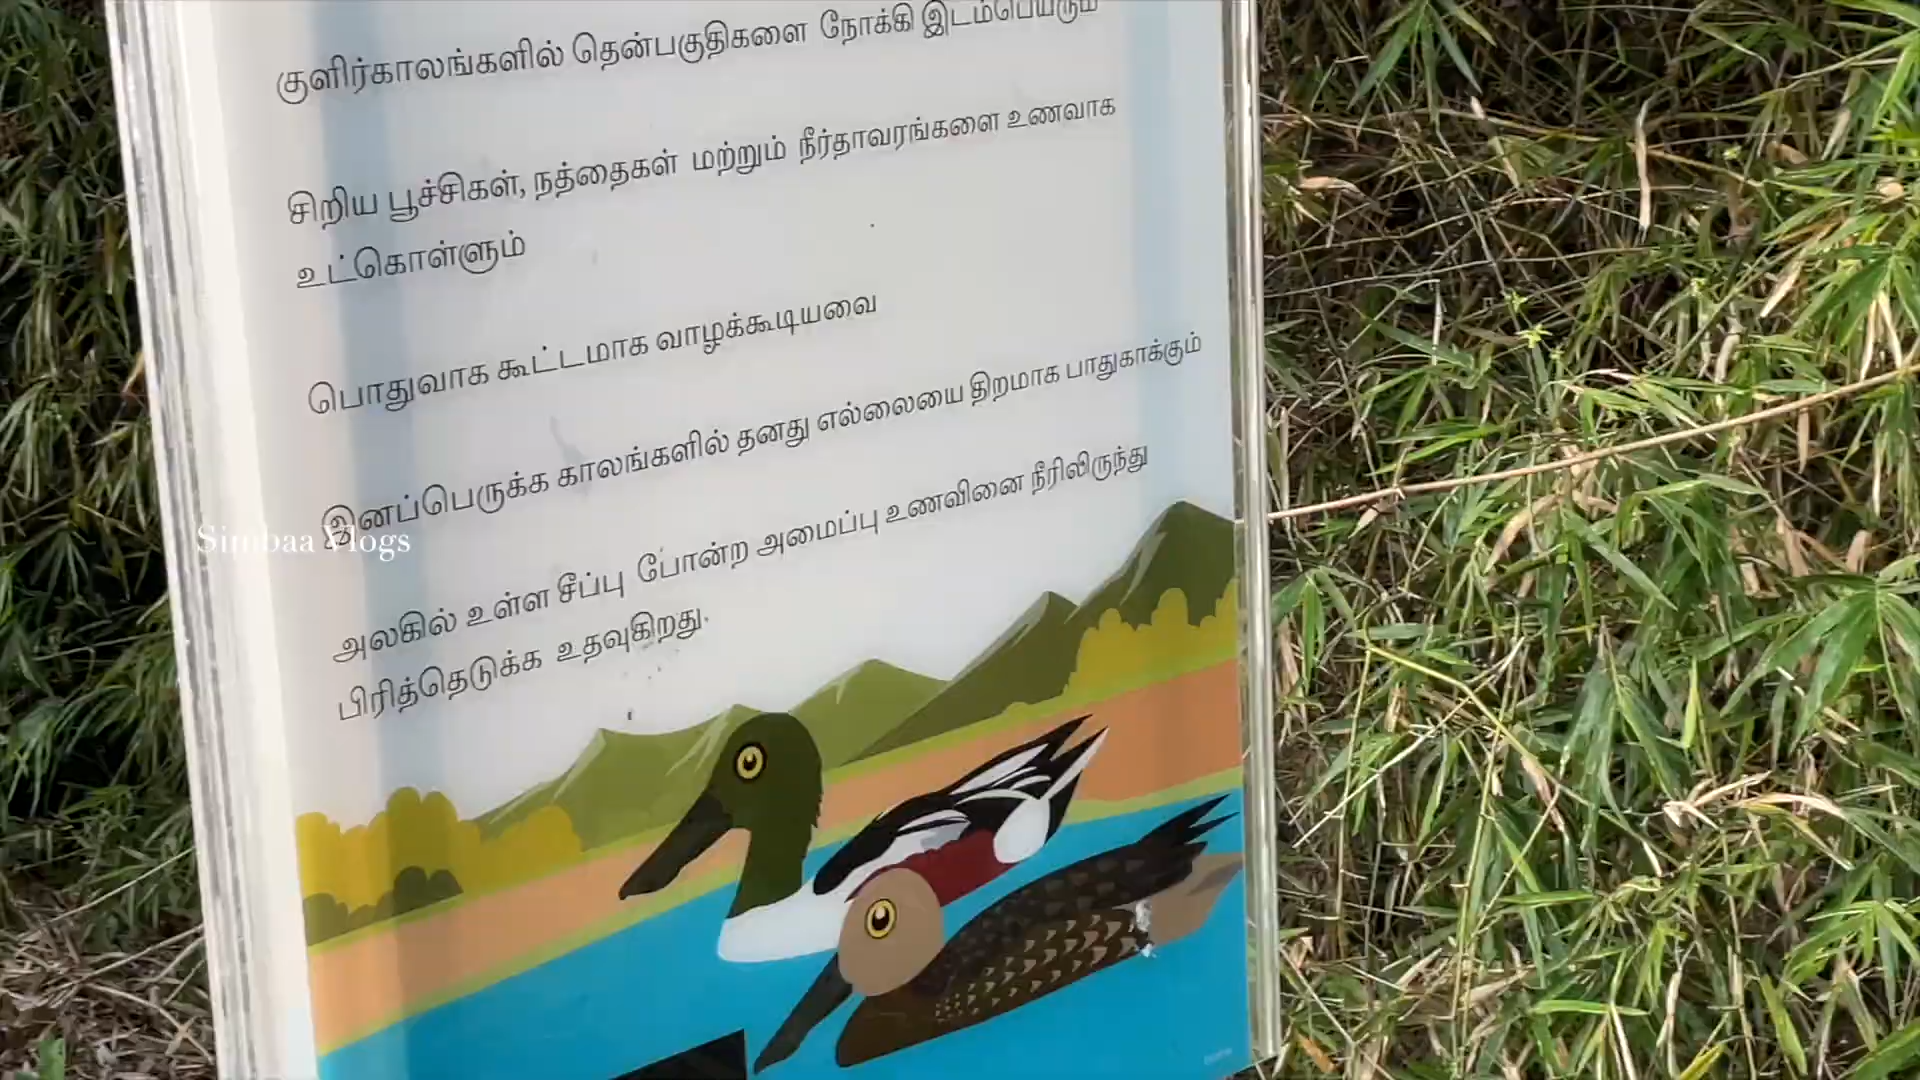 குளிர்காலங்களில் தென்பகுதிகளை நோக்கி இடம்பெயரும்
சிறிய பூச்சிகள், நத்தைகள் மற்றும் நீர்தாவரங்களை உணவாக
உட்கொள்ளும்
பொதுவாக கூட்டமாக வாழக்கூடியவை
இனப்பெருக்க காலங்களில் தனது எல்லையை திறமாக பாதுகாக்கும்
Simbaa Vlogs
அலகில் உள்ள சீப்பு போன்ற அமைப்பு உணவினை நீரிலிருந்து
பிரித்தெடுக்க உதவுகிறது.